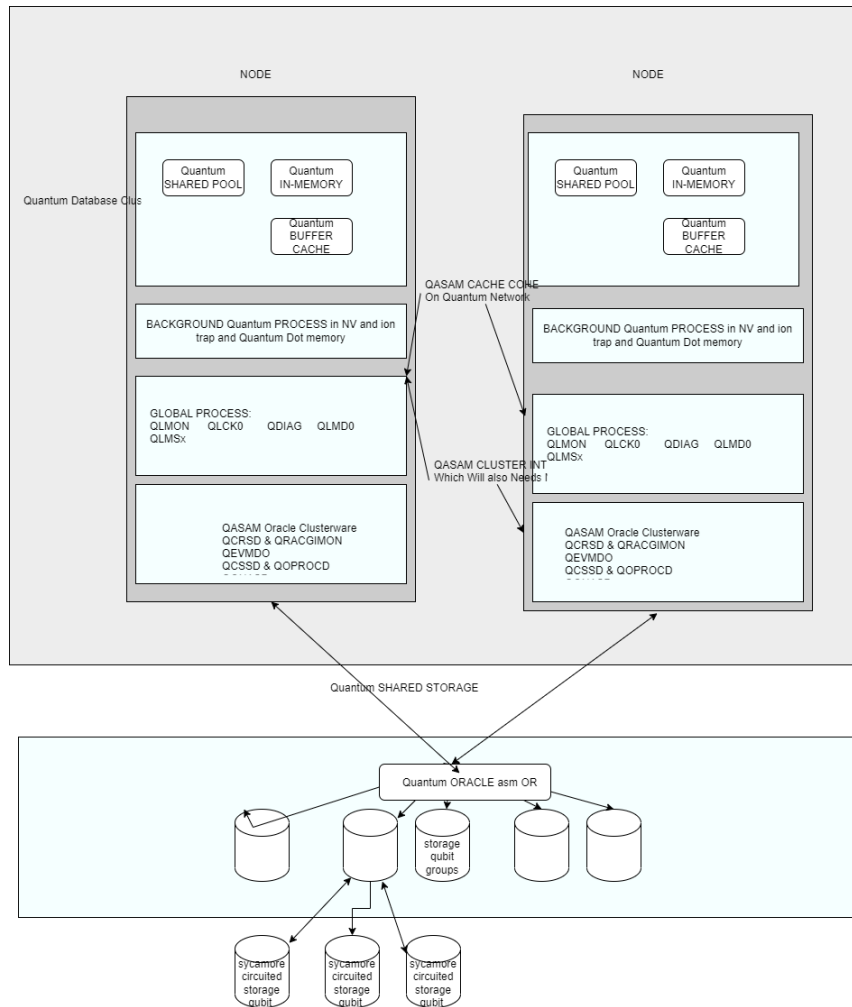 NODE
NODE
Quantum
SHARED POOL
Quantum
IN-MEMORY
Quantum
BUFFER
CACHE
Quantum
SHARED POOL
Quantum
IN-MEMORY
Quantum
BUFFER
CACHE
Quantum Database Clus
QASAM CACHE COHE
On Quantum Network
BACKGROUND Quantum PROCESS in NV and ion
trap and Quantum Dot memory
BACKGROUND Quantum PROCESS in NV and ion
trap and Quantum Dot memory
GLOBAL PROCESS:
QLMON QLCK0 QDIAG QLMD0
QLMSx
GLOBAL PROCESS:
QLMON QLCK0 QDIAG QLMD0
QLMSx
QASAM CLUSTER INT
Which Will also Needs
QASAM Oracle Clusterware
QCRSD & QRACGIMON
QEVMDO
QCSSD & QOPROCD
QASAM Oracle Clusterware
QCRSD & QRACGIMON
QEVMDO
QCSSD & QOPROCD
Quantum SHARED STORAGE
Quantum ORACLE asm OR
storage
qubit
groups
sycamore
circuited
storage
qubit
sycamore
circuited
storage
qubit
sycamore
circuited
storage
qubit